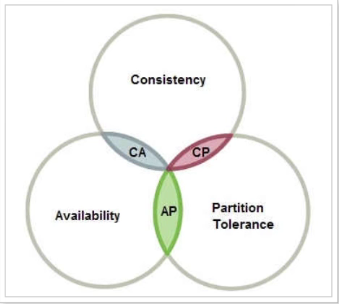 Consistency
CA
CP
Availability
AP
Partition
Tolerance